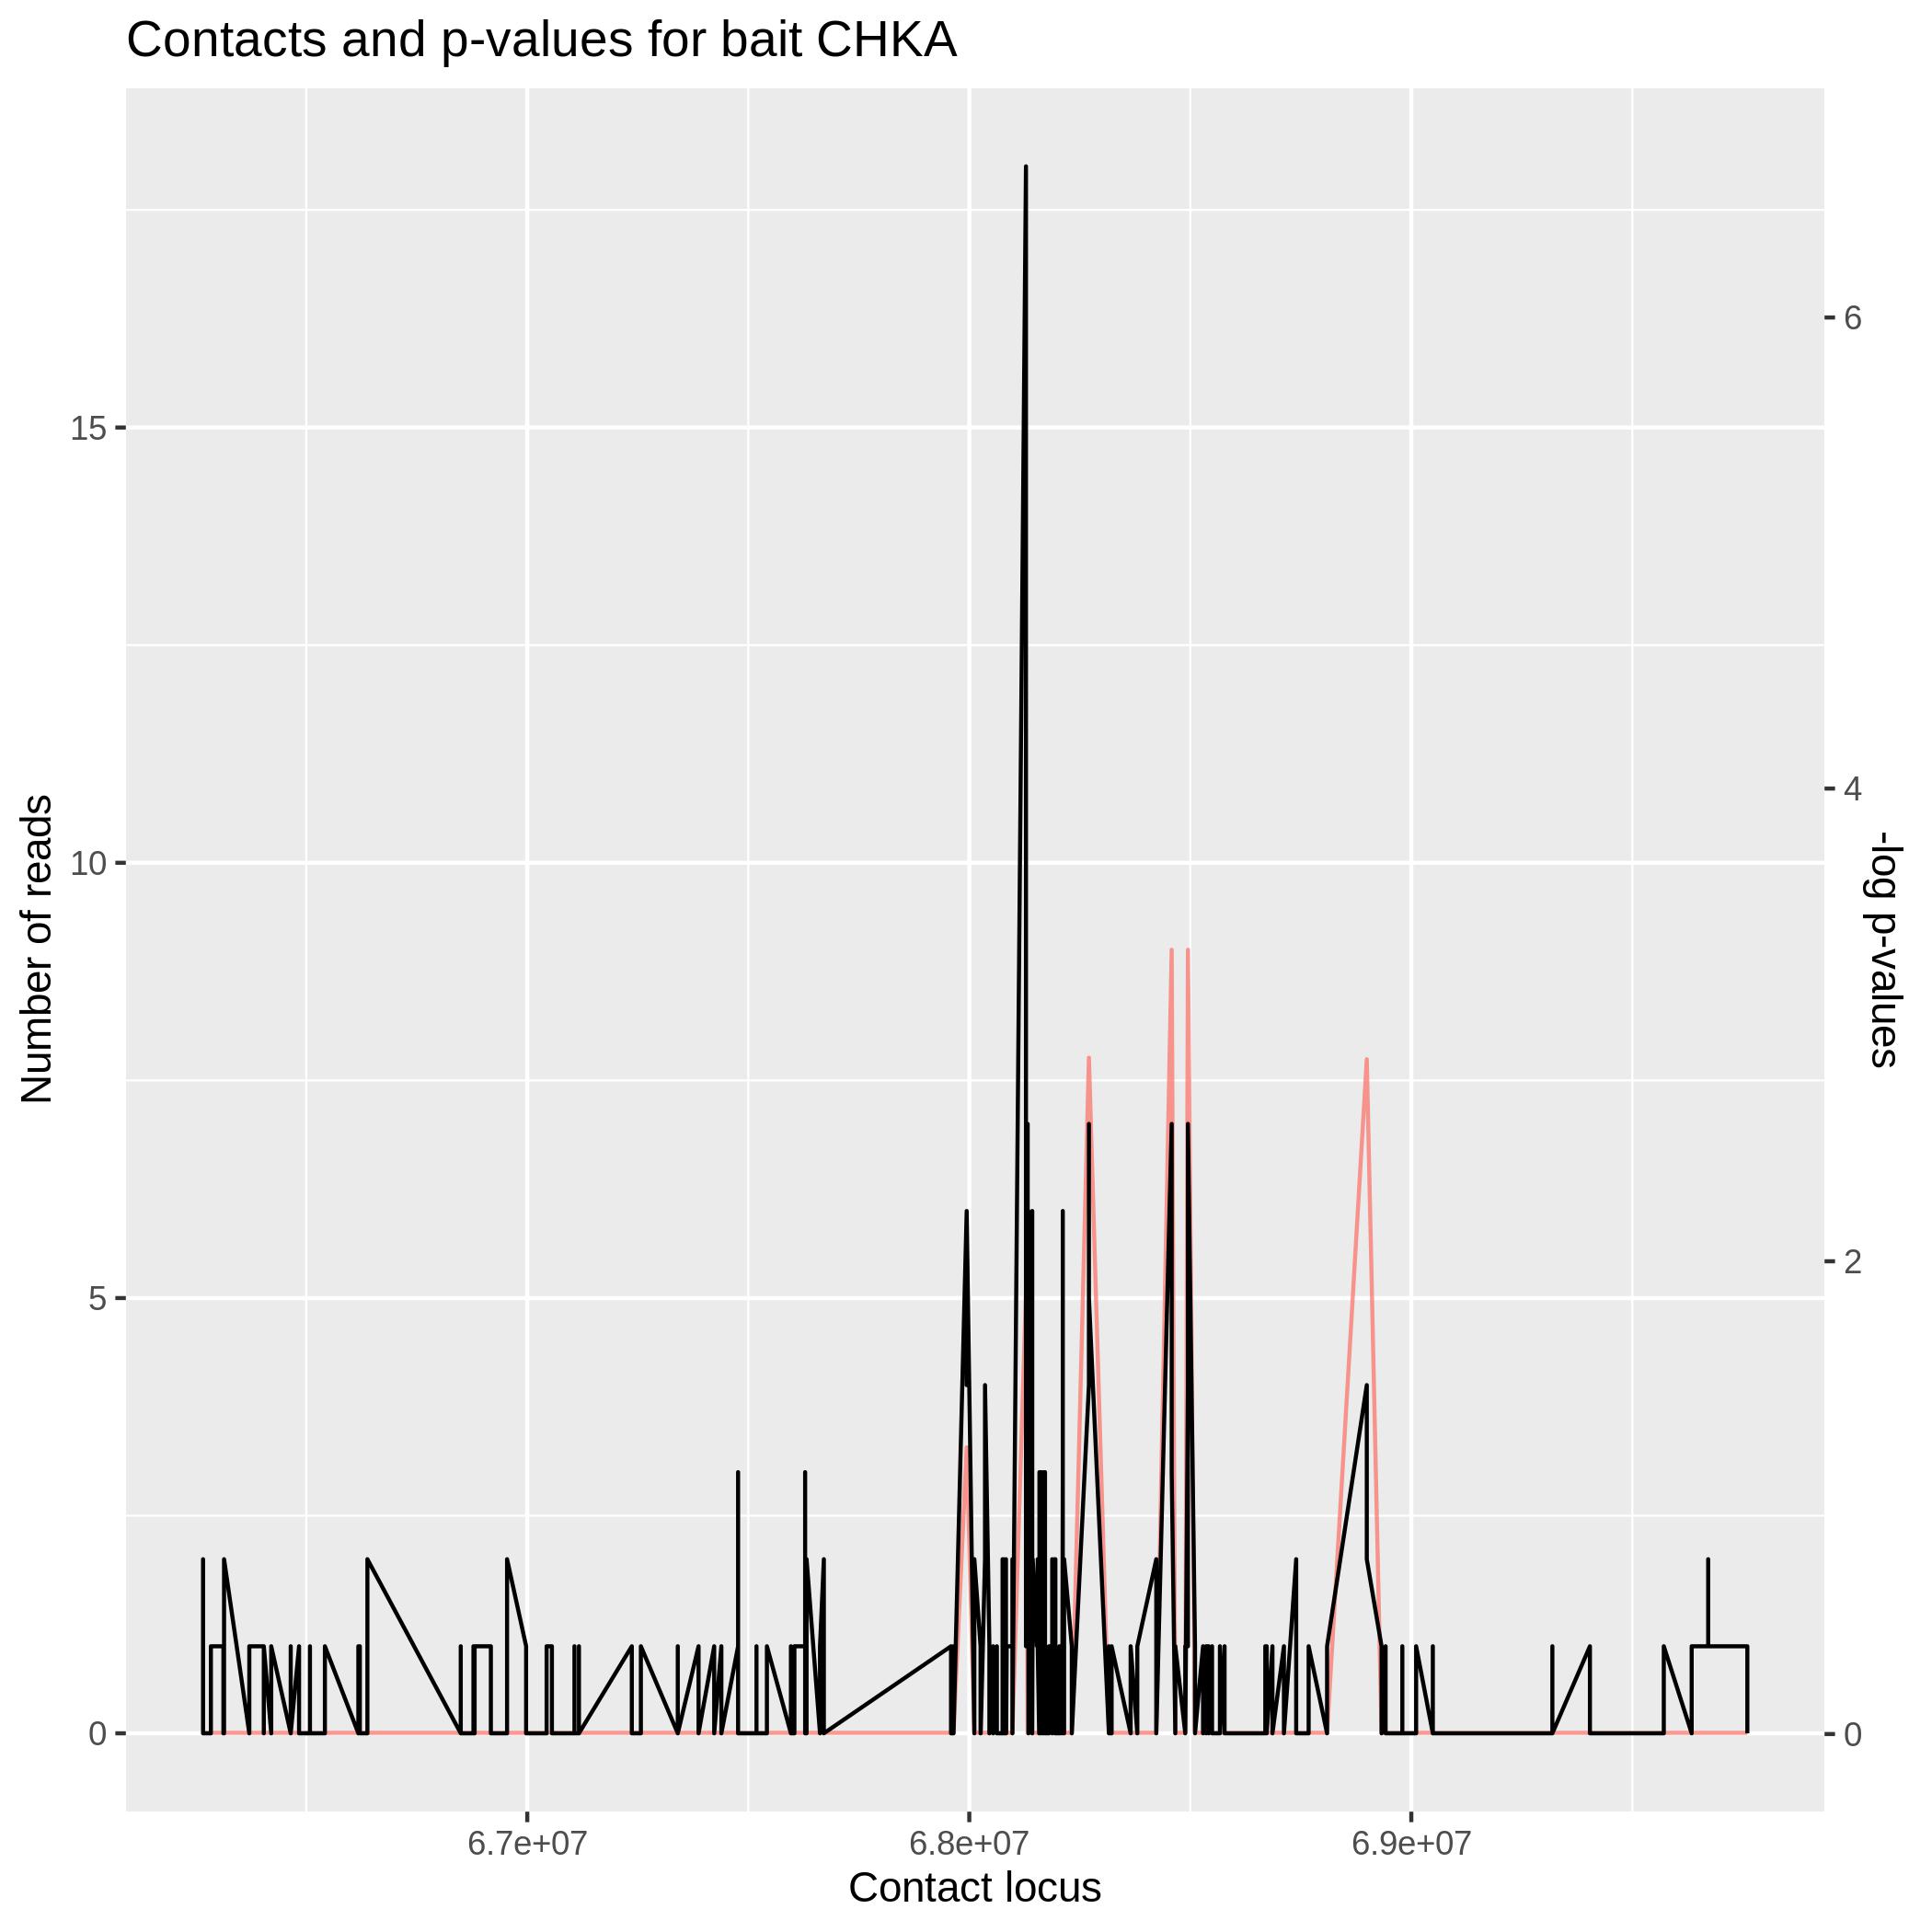 Contacts and p-values for bait CHKA
Number of reads
15
10
5
0
6
4
2
0
-log p-values
6.7e+07
6.8e+07
6.9e+07
Contact locus